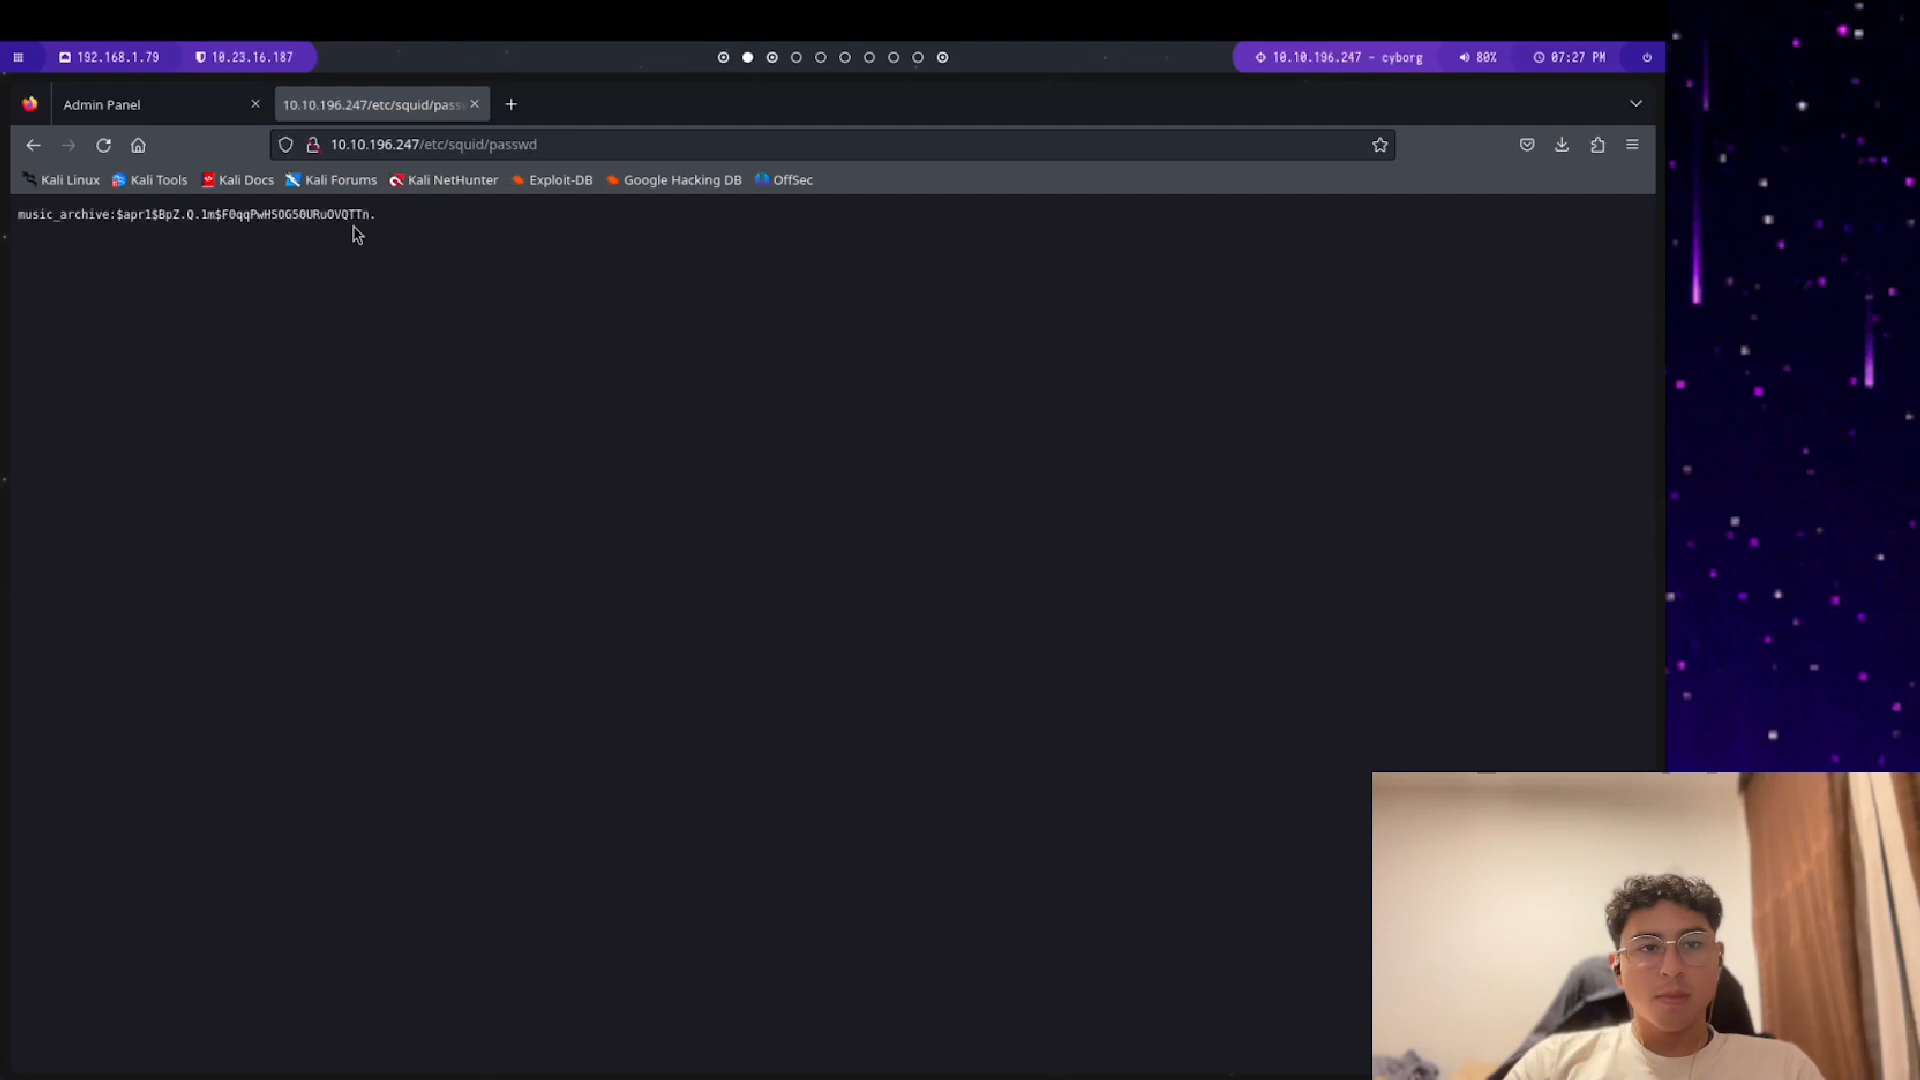 192.168.1.79
10.23.16.187
10.10.196.247 - cyborg
80%
07:27 PM
Admin Panel
10.10.196.247/etc/squid/pass
10.10.196.247/etc/squid/passwd
Kali Linux
Kali Tools
Kali Docs
Kali Forums
Kali NetHunter
Exploit-DB
Google Hacking DB
OffSec
music_archive:$apr1$BpZ.Q.1m$F0qqPwHSOG50URuOVQTTn.